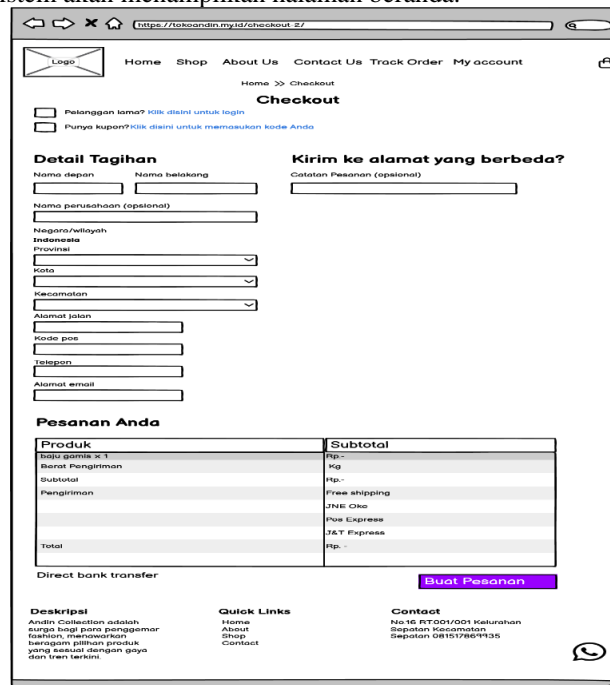 sistem akan menampilkan halaman beranda.
https://tokoandin.my.id/checkout-2/
Logo Home Shop About Us Contact Us Track Order My account
Home >> Checkout
Checkout
Pelanggan lama? Klik disini untuk login
Punya kupon?Klik disini untuk memasukan kode Anda
Detail Tagihan
Kirim ke alamat yang berbeda?
Nama depan Nama belakang
Catatan Pesanan (opsional)
Nama perusahaan (opsional)
Negara/wilayah
Indonesia
Provinsi
Kota
Kecamatan
Alamat jalan
Kode pos
Telepon
Alamat email
Pesanan Anda
Produk Subtotal
baju gamis x 1 Rp.-
Berat Pengiriman Kg
Subtotal Rp.-
Pengiriman Free shipping
JNE Oke
Pos Express
J&T Express
Total Rp. -
Direct bank transfer
Buat Pesanan
Deskripsi
Andin Collection adalah
surga bagi para penggemar
fashion, menawarkan
beragam pilihan produk
yang sesuai dengan gaya
dan tren terkini.
Quick Links
Home
About
Shop
Contact
Contact
No.16 RT.001/001 Kelurahan
Sepatan Kecamatan
Sepatan 081517869935